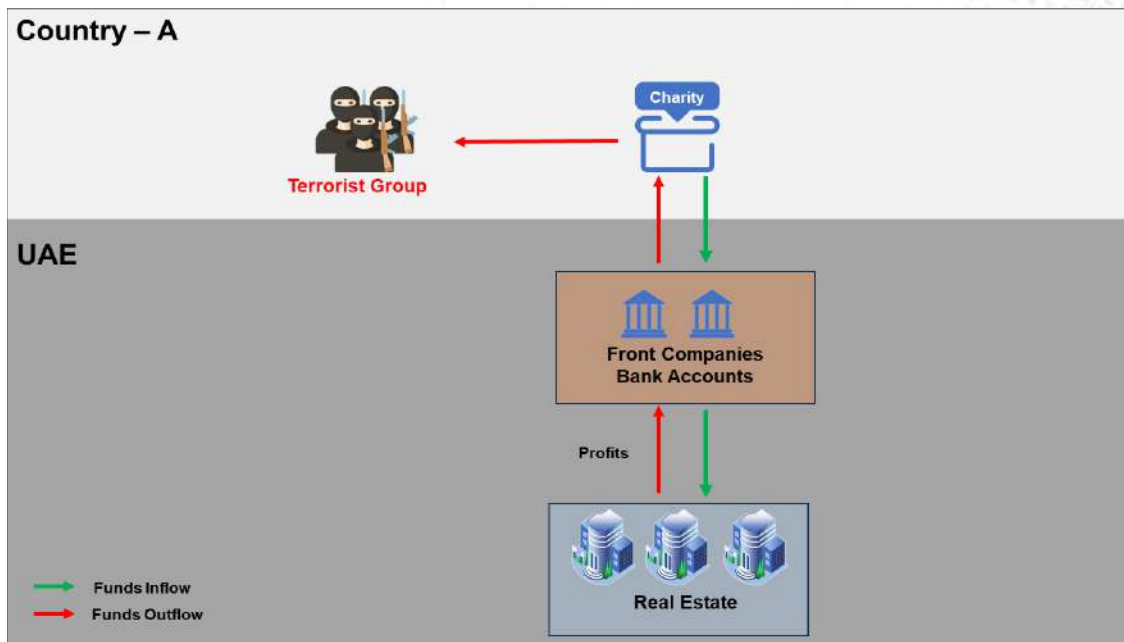 Country – A
Charity
Terrorist Group
UAE
Front Companies
Bank Accounts
Profits
Real Estate
Funds Inflow
Funds Outflow